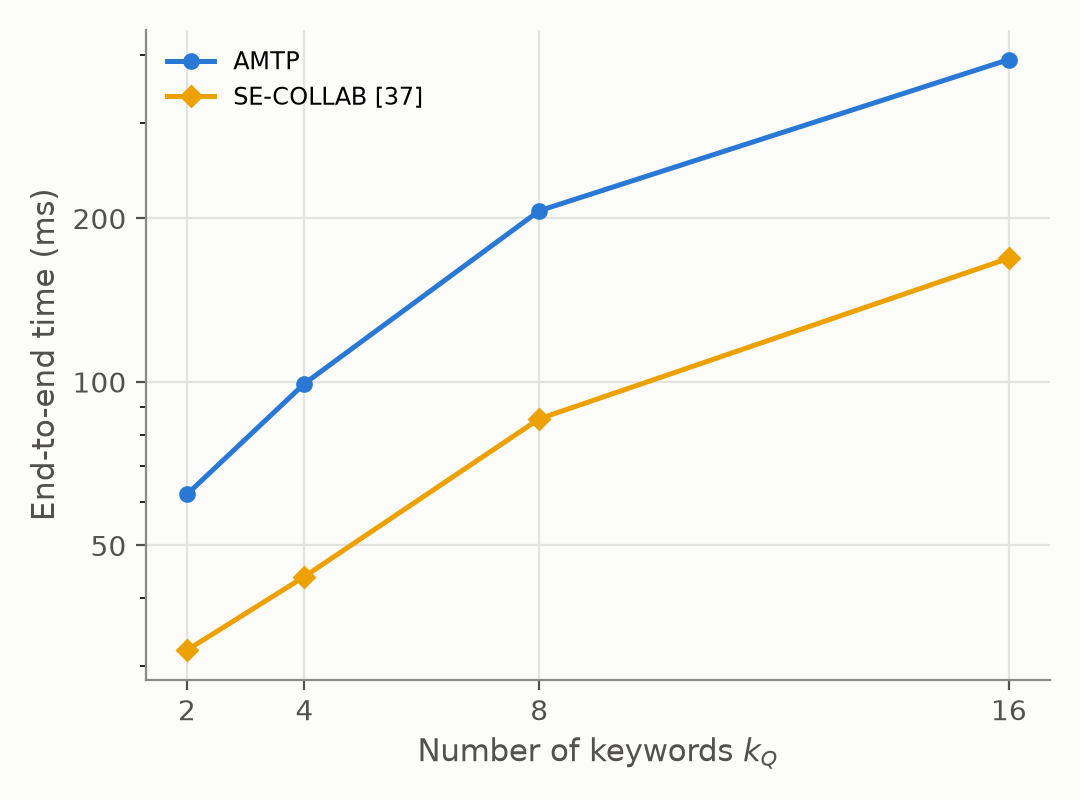 AMTP
SE-COLLAB [37]
End-to-end time (ms)
200
100
50
2 4 8 16
Number of keywords k_Q